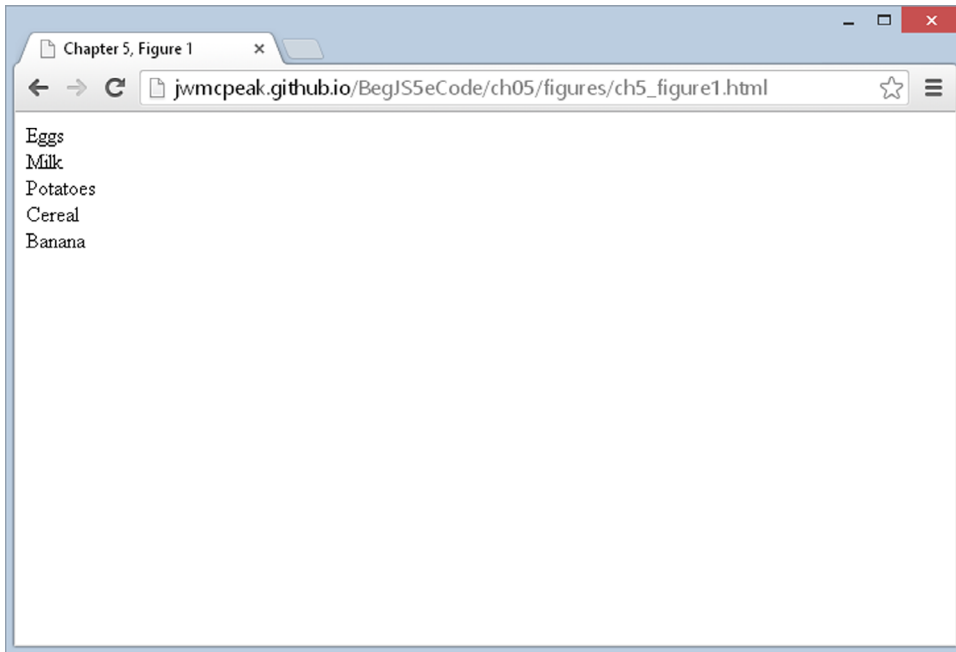 Chapter 5, Figure 1
jwmcpeak.github.io/BegJS5eCode/ch05/figures/ch5_figure1.html
Eggs
Milk
Potatoes
Cereal
Banana